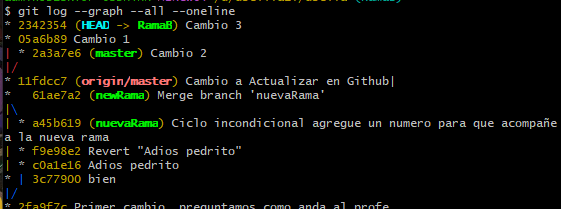 $ git log --graph --all --oneline
* 2342354 (HEAD -> RamaB) Cambio 3
* 05a6b89 Cambio 1
| * 2a3a7e6 (master) Cambio 2
|/
* 11fdcc7 (origin/master) Cambio a Actualizar en Github|
*   61ae7a2 (newRama) Merge branch 'nuevaRama'
|\
| * a45b619 (nuevaRama) Ciclo incondicional agregue un numero para que acompañe
a la nueva rama
| * f9e98e2 Revert "Adios pedrito"
| * c0a1e16 Adios pedrito
* | 3c77900 bien
|/
* 2fa9f7c Primer cambio, preguntamos como anda al profe